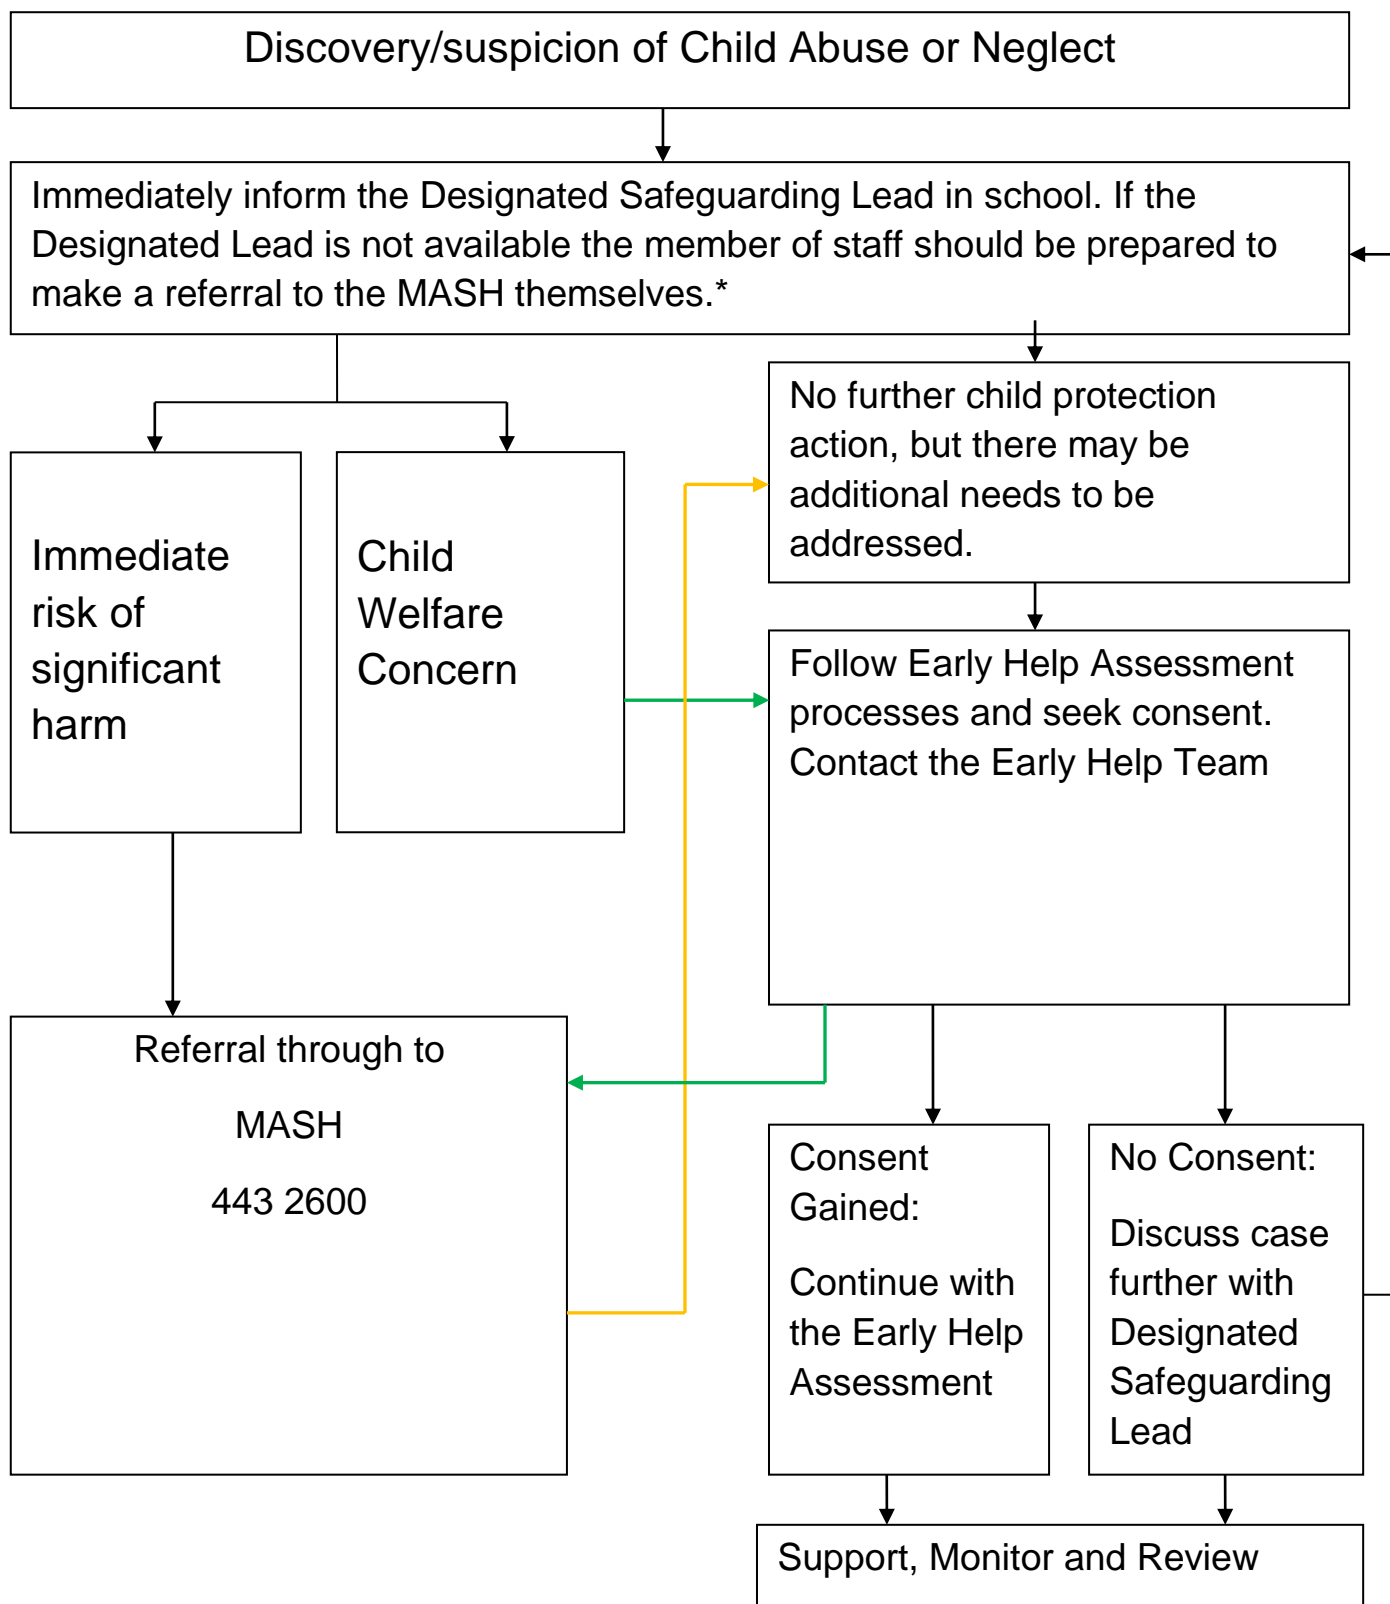 Discovery/suspicion of Child Abuse or Neglect
Immediately inform the Designated Safeguarding Lead in school. If the
Designated Lead is not available the member of staff should be prepared to
make a referral to the MASH themselves.*
No further child protection
action, but there may be
additional needs to be
addressed.
Immediate
risk of
significant
harm
Child
Welfare
Concern
Follow Early Help Assessment
processes and seek consent.
Contact the Early Help Team
Referral through to
MASH
443 2600
Consent
Gained:
Continue with
the Early Help
Assessment
No Consent:
Discuss case
further with
Designated
Safeguarding
Lead
Support, Monitor and Review